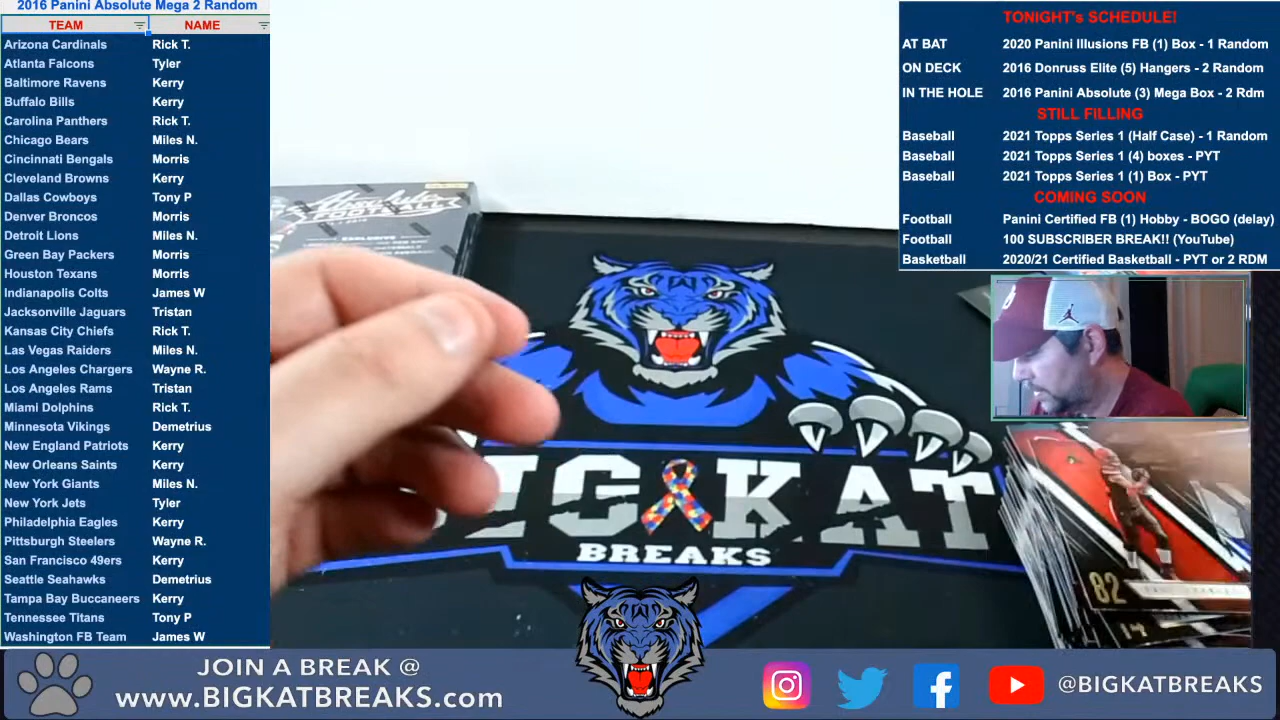 2016 Panini Absolute Mega 2 Random
TEAM NAME
Arizona Cardinals Rick T.
Atlanta Falcons Tyler
Baltimore Ravens Kerry
Buffalo Bills Kerry
Carolina Panthers Rick T.
Chicago Bears Miles N.
Cincinnati Bengals Morris
Cleveland Browns Kerry
Dallas Cowboys Tony P
Denver Broncos Morris
Detroit Lions Miles N.
Green Bay Packers Morris
Houston Texans Morris
Indianapolis Colts James W
Jacksonville Jaguars Tristan
Kansas City Chiefs Rick T.
Las Vegas Raiders Miles N.
Los Angeles Chargers Wayne R.
Los Angeles Rams Tristan
Miami Dolphins Rick T.
Minnesota Vikings Demetrius
New England Patriots Kerry
New Orleans Saints Kerry
New York Giants Miles N.
New York Jets Tyler
Philadelphia Eagles Kerry
Pittsburgh Steelers Wayne R.
San Francisco 49ers Kerry
Seattle Seahawks Demetrius
Tampa Bay Buccaneers Kerry
Tennessee Titans Tony P
Washington FB Team James W
TONIGHT's SCHEDULE!
AT BAT 2020 Panini Illusions FB (1) Box - 1 Random
ON DECK 2016 Donruss Elite (5) Hangers - 2 Random
IN THE HOLE 2016 Panini Absolute (3) Mega Box - 2 Rdm
STILL FILLING
Baseball 2021 Topps Series 1 (Half Case) - 1 Random
Baseball 2021 Topps Series 1 (4) boxes - PYT
Baseball 2021 Topps Series 1 (1) Box - PYT
COMING SOON
Football Panini Certified FB (1) Hobby - BOGO (delay)
Football 100 SUBSCRIBER BREAK!! (YouTube)
Basketball 2020/21 Certified Basketball - PYT or 2 RDM
Absolute
FOOTBALL
EXCLUSIVE
BIG KAT
BREAKS
82
14
JOIN A BREAK @
www.BIGKATBREAKS.com
@BIGKATBREAKS